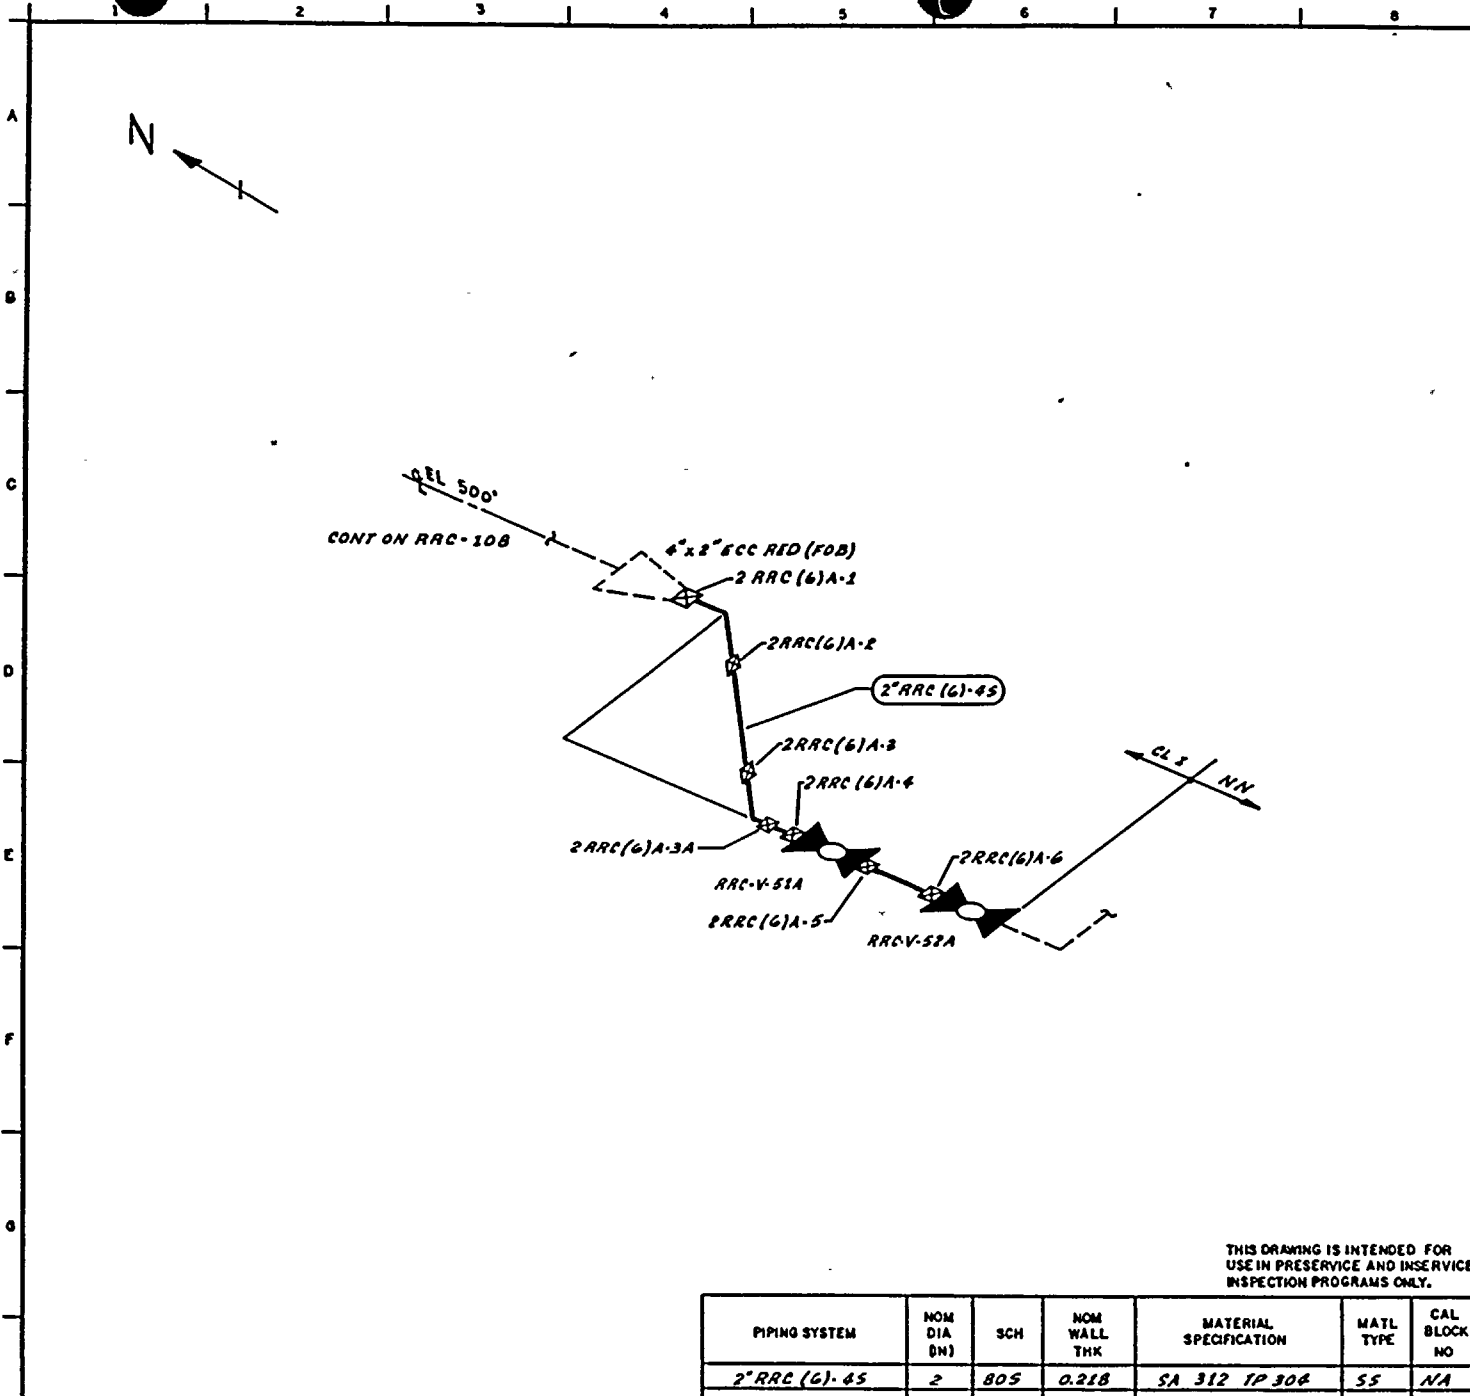 1 2 3 4 5 6 7 8
A
N
B
C
EL 500'
CONT ON RRC-108
4"x2" ECC RED (FOB)
2 RRC (6)A-1
2RRC(6)A-2
D
2"RRC (6)-4S
2RRC(6)A-3
CL 1
NN
2RRC (6)A-4
2RRC(6)A-3A
E
2RRC(6)A-6
RRC-V-51A
2RRC(6)A-5
RRC-V-52A
F
G
THIS DRAWING IS INTENDED FOR
USE IN PRESERVICE AND INSERVICE
INSPECTION PROGRAMS ONLY.
PIPING SYSTEM NOM DIA (IN) SCH NOM WALL THK MATERIAL SPECIFICATION MATL TYPE CAL BLOCK NO
2"RRC (6)-4S 2 80S 0.218 SA 312 TP 304 SS NA